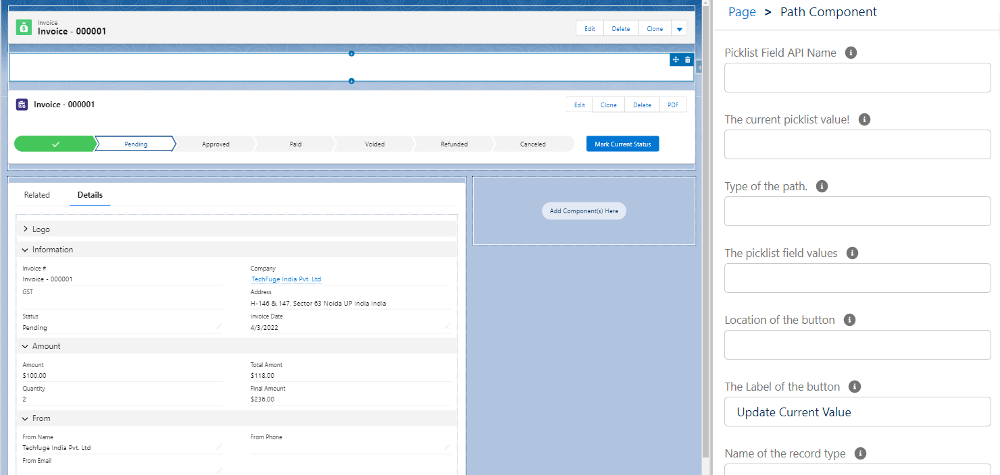 Invoice
Invoice - 000001
Edit Delete Clone
Invoice - 000001
Edit Clone Delete PDF
Pending Approved Paid Voided Refunded Canceled Mark Current Status
Related Details
Logo
Information
Invoice # Company
Invoice - 000001 TechFuge India Pvt. Ltd
GST Address
H-146 & 147, Sector 63 Noida UP India India
Status Invoice Date
Pending 4/3/2022
Amount
Amount Total Amont
$100.00 $118.00
Quantity Final Amount
2 $236.00
From
From Name From Phone
Techfuge India Pvt. Ltd
From Email
Add Component(s) Here
Page > Path Component
Picklist Field API Name
The current picklist value!
Type of the path.
The picklist field values
Location of the button
The Label of the button
Update Current Value
Name of the record type